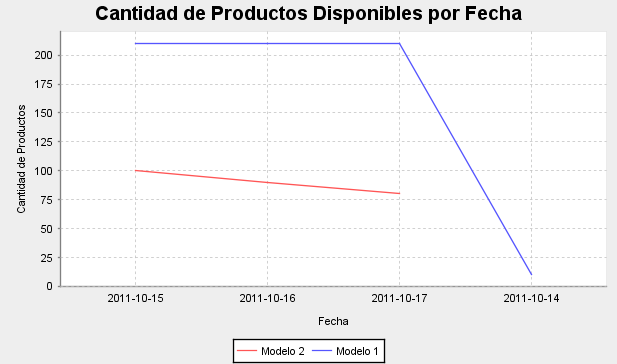 Cantidad de Productos Disponibles por Fecha
Cantidad de Productos
200
175
150
125
100
75
50
25
0
2011-10-15 2011-10-16 2011-10-17 2011-10-14
Fecha
Modelo 2 Modelo 1